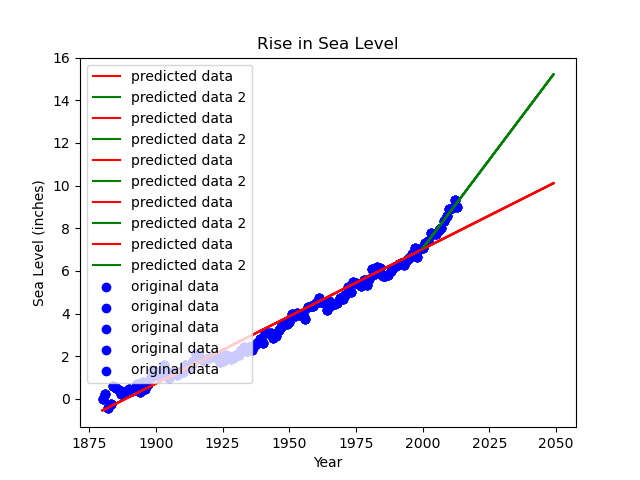 Rise in Sea Level
16
14
12
10
8
6
4
2
0
Sea Level (inches)
predicted data
predicted data 2
predicted data
predicted data 2
predicted data
predicted data 2
predicted data
predicted data 2
predicted data
predicted data 2
original data
original data
original data
original data
original data
1875 1900 1925 1950 1975 2000 2025 2050
Year